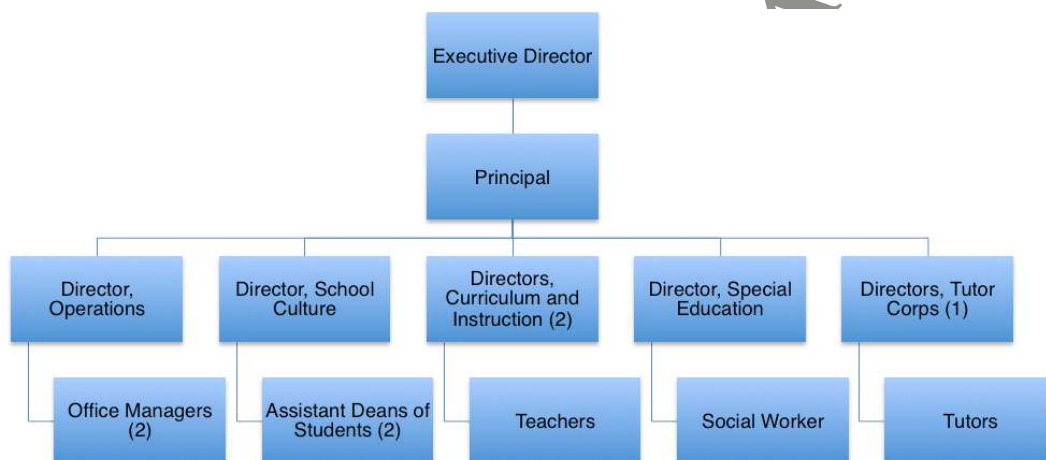 Executive Director
Principal
Director,
Operations
Director, School
Culture
Directors,
Curriculum and
Instruction (2)
Director, Special
Education
Directors, Tutor
Corps (1)
Office Managers
(2)
Assistant Deans of
Students (2)
Teachers
Social Worker
Tutors